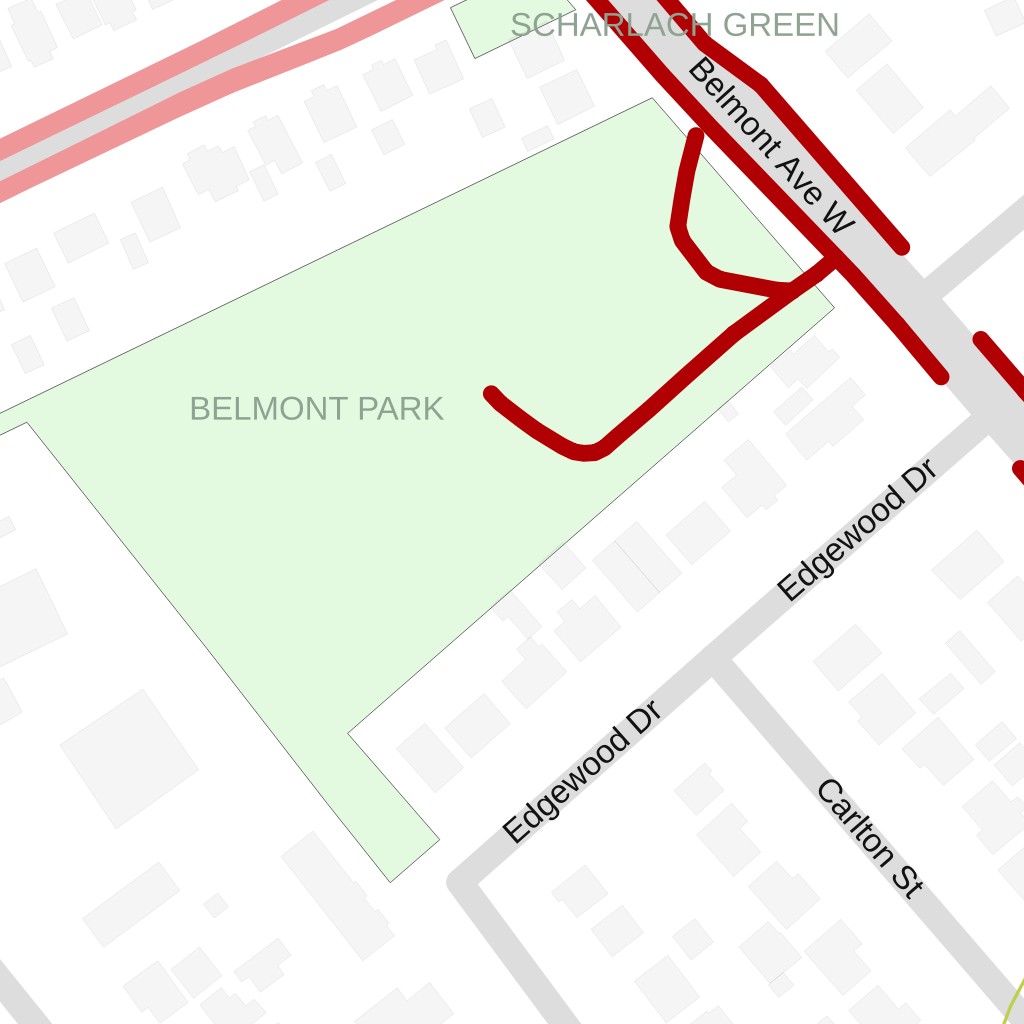 SCHARLACH GREEN
Belmont Ave W
BELMONT PARK
Edgewood Dr
Edgewood Dr
Carlton St